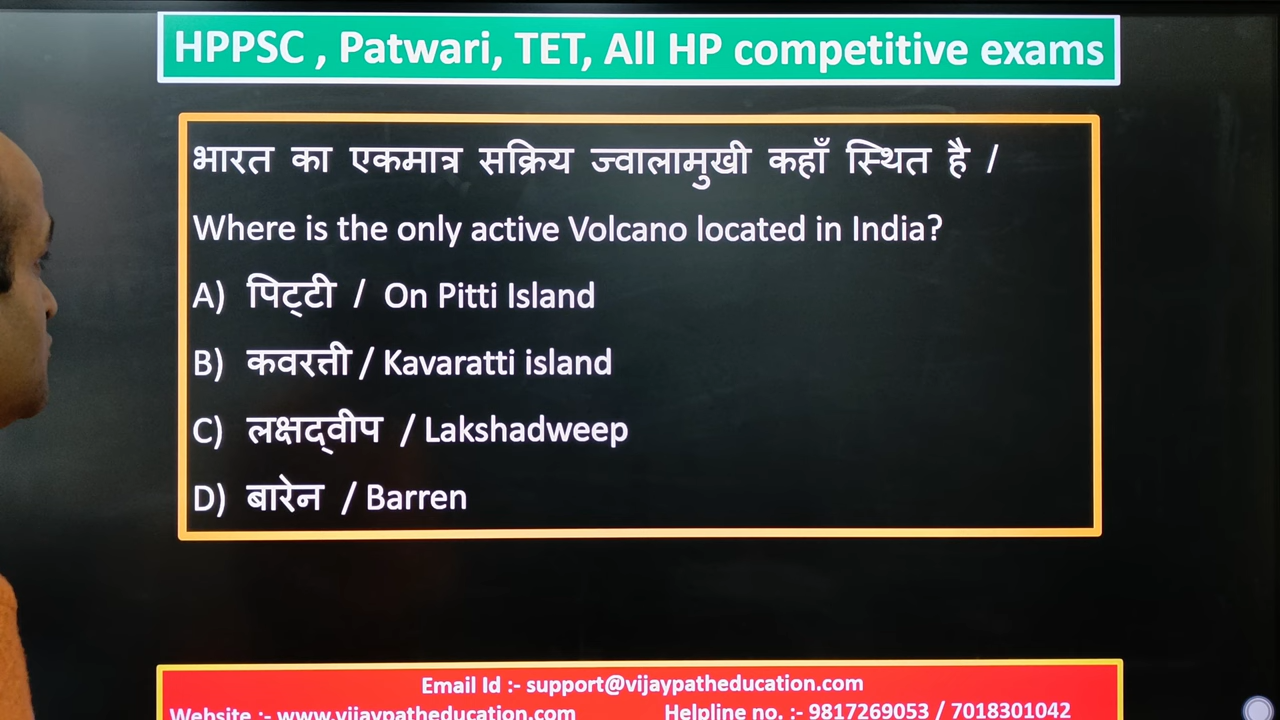 HPPSC , Patwari, TET, All HP competitive exams
भारत का एकमात्र सक्रिय ज्वालामुखी कहाँ स्थित है /
Where is the only active Volcano located in India?
A) पिट्टी / On Pitti Island
B) कवरत्ती / Kavaratti island
C) लक्षद्वीप / Lakshadweep
D) बारेन / Barren
Email Id :- support@vijaypatheducation.com
Website :- www.vijaypatheducation.com Helpline no. :- 9817269053 / 7018301042